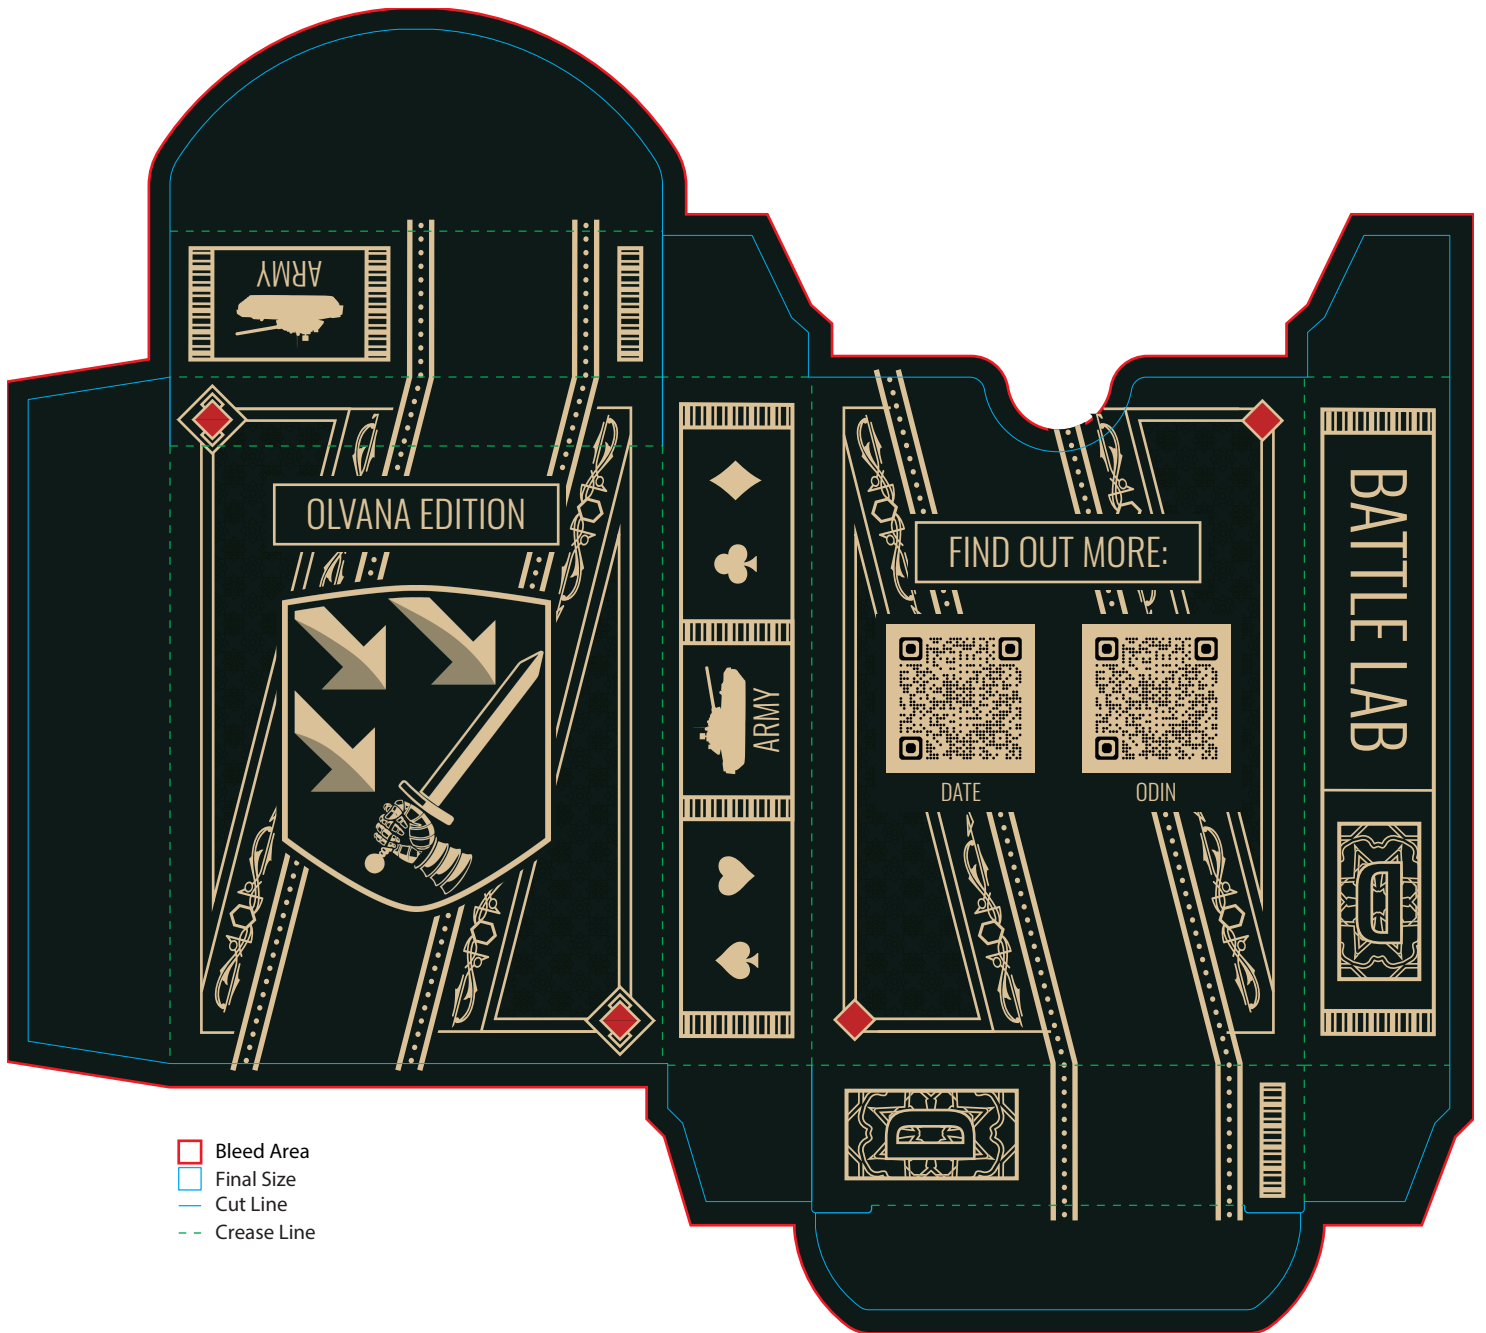 ARMY
OLVANA EDITION
ARMY
FIND OUT MORE:
DATE
ODIN
BATTLE LAB
D
D
Bleed Area
Final Size
Cut Line
Crease Line